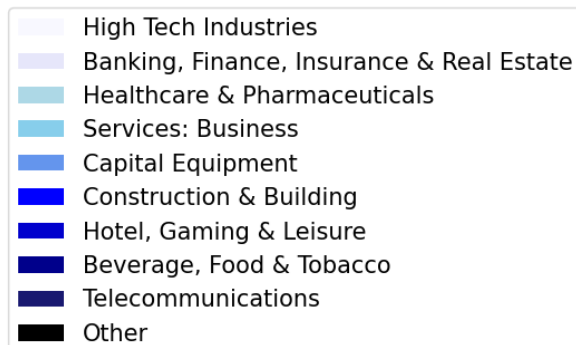 High Tech Industries
Banking, Finance, Insurance & Real Estate
Healthcare & Pharmaceuticals
Services: Business
Capital Equipment
Construction & Building
Hotel, Gaming & Leisure
Beverage, Food & Tobacco
Telecommunications
Other